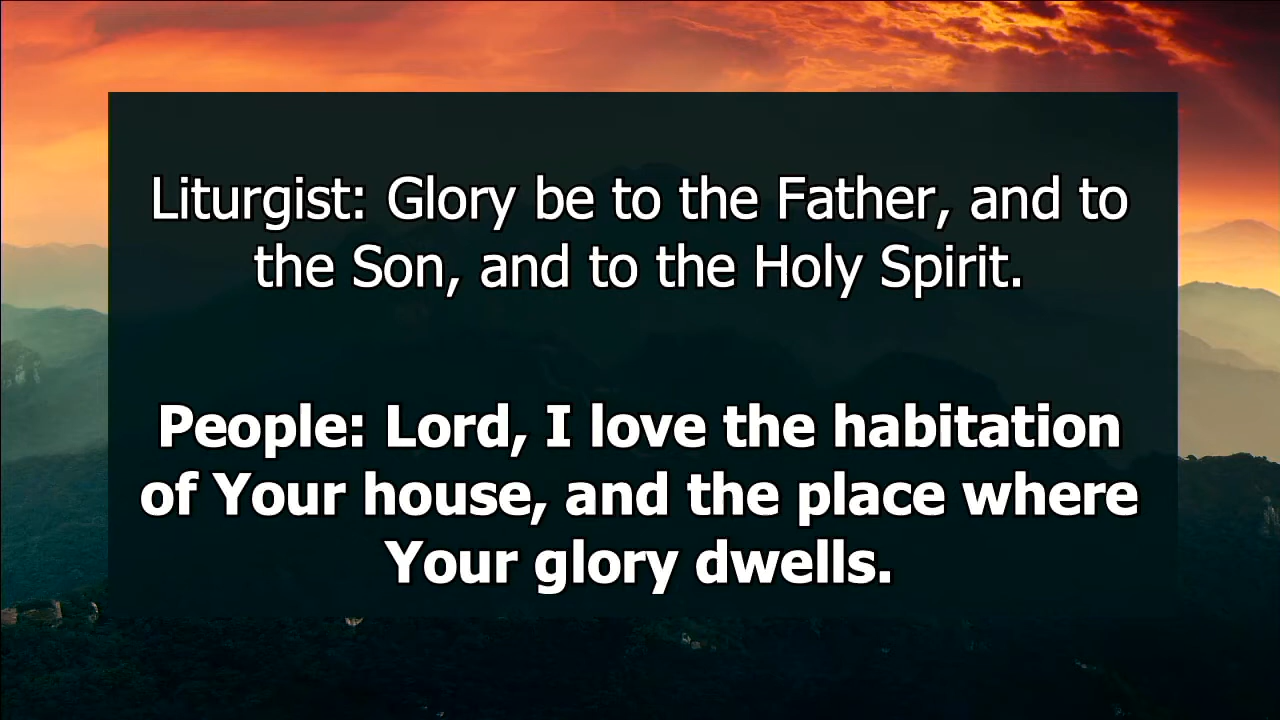 Liturgist: Glory be to the Father, and to
the Son, and to the Holy Spirit.
People: Lord, I love the habitation
of Your house, and the place where
Your glory dwells.